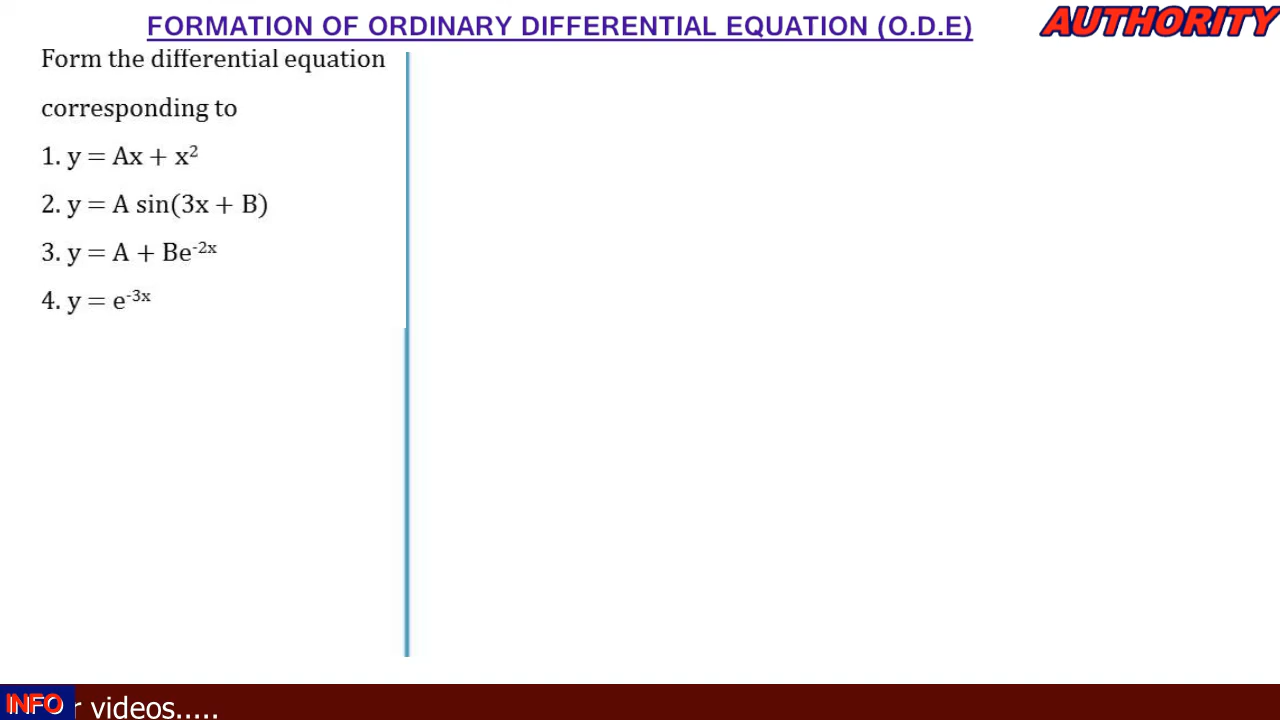 FORMATION OF ORDINARY DIFFERENTIAL EQUATION (O.D.E)
AUTHORITY
Form the differential equation
corresponding to
1. y = Ax + x²
2. y = A sin(3x + B)
3. y = A + Be⁻²ˣ
4. y = e⁻³ˣ
INFO
r videos.....